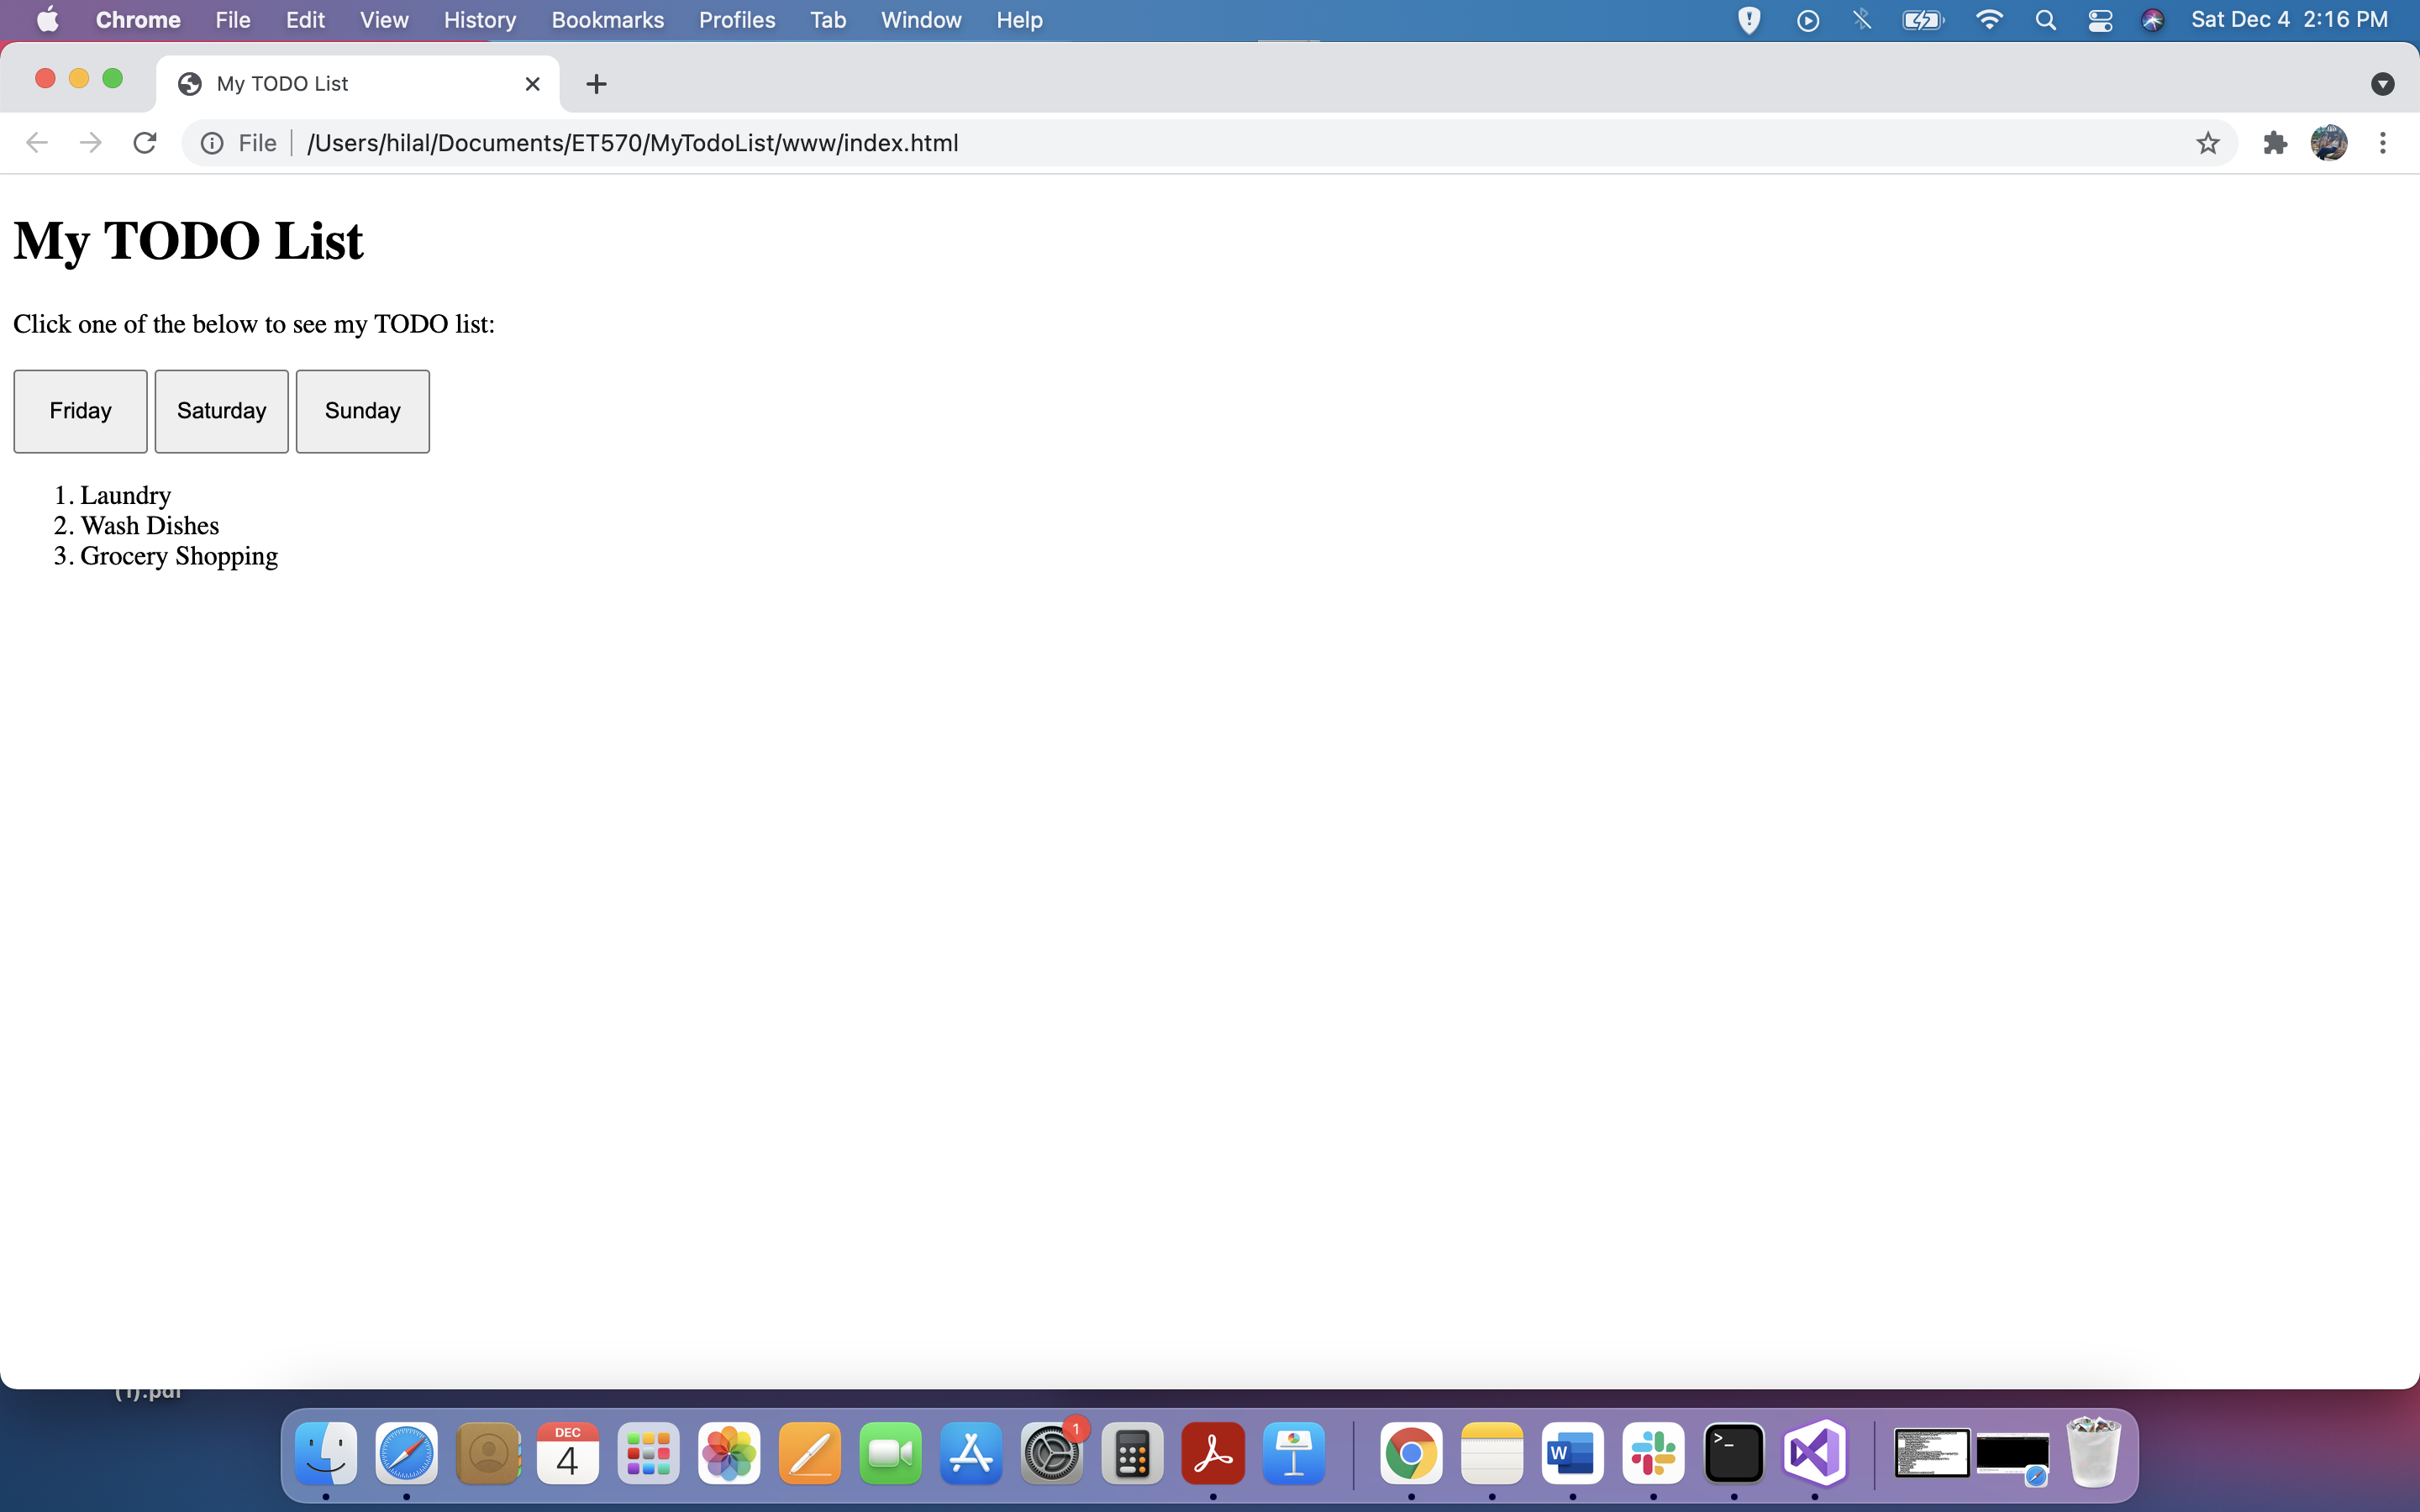 Chrome File Edit View History Bookmarks Profiles Tab Window Help Sat Dec 4 2:16 PM
My TODO List
File /Users/hilal/Documents/ET570/MyTodoList/www/index.html
My TODO List
Click one of the below to see my TODO list:
Friday Saturday Sunday
1. Laundry
2. Wash Dishes
3. Grocery Shopping
(1).pdf
DEC
4
1
W
>_